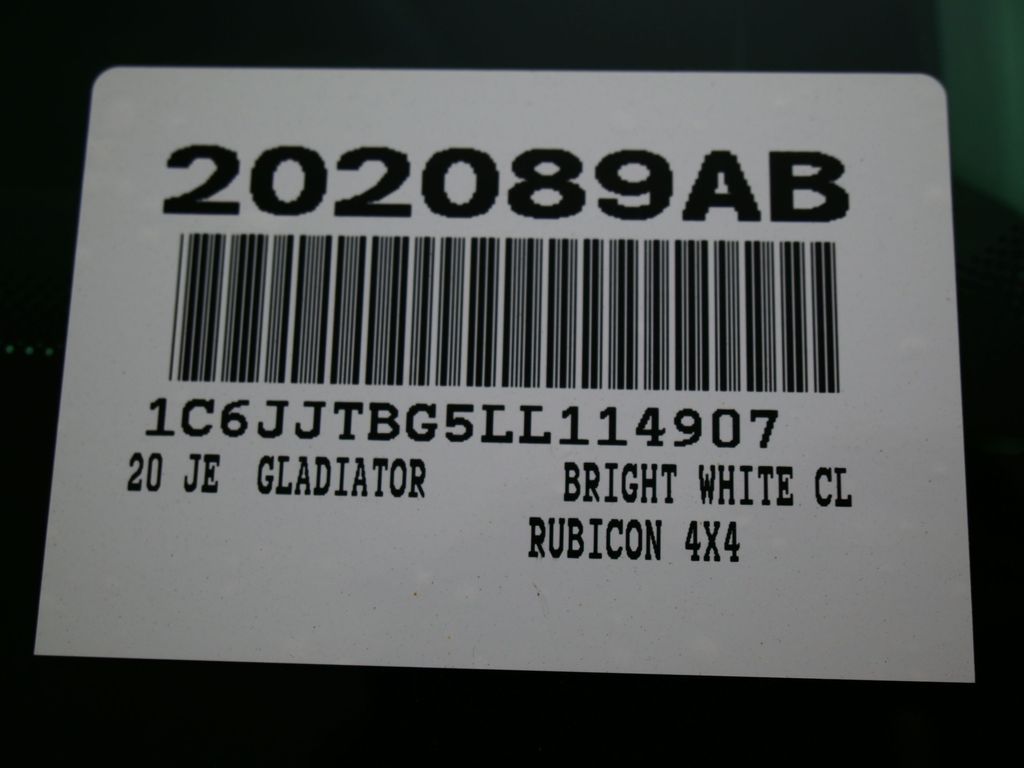 202089AB
1C6JJTBG5LL114907
20 JE GLADIATOR BRIGHT WHITE CL
RUBICON 4X4